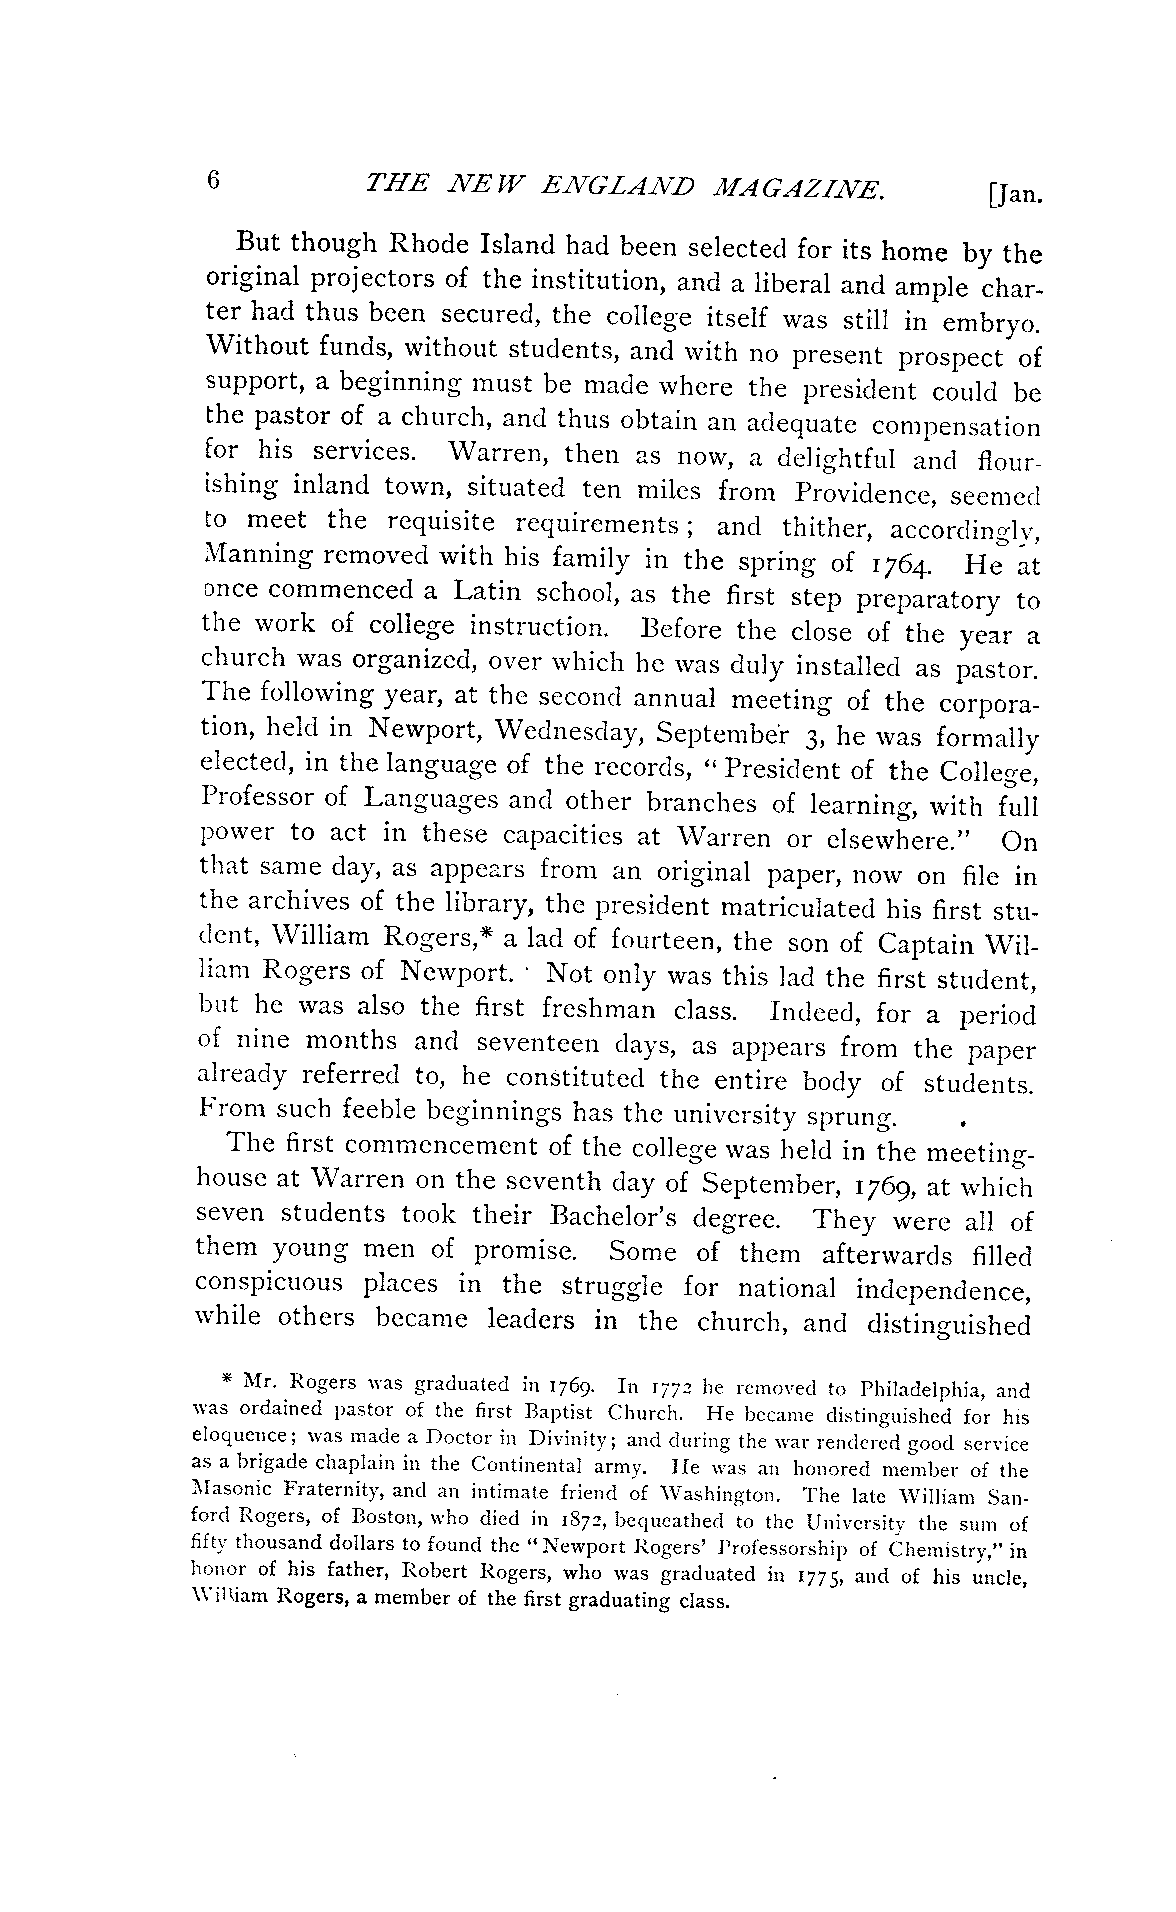 6 THE NEW ENGLAND MAGAZINE. [Jan.
But though Rhode Island had been selected for its home by the
original projectors of the institution, and a liberal and ample char-
ter had thus been secured, the college itself was still in embryo.
Without funds, without students, and with no present prospect of
support, a beginning must be made where the president could be
the pastor of a church, and thus obtain an adequate compensation
for his services. Warren, then as now, a delightful and flour-
ishing inland town, situated ten miles from Providence, seemed
to meet the requisite requirements; and thither, accordingly,
Manning removed with his family in the spring of 1764. He at
once commenced a Latin school, as the first step preparatory to
the work of college instruction. Before the close of the year a
church was organized, over which he was duly installed as pastor.
The following year, at the second annual meeting of the corpora-
tion, held in Newport, Wednesday, September 3, he was formally
elected, in the language of the records, "President of the College,
Professor of Languages and other branches of learning, with full
power to act in these capacities at Warren or elsewhere." On
that same day, as appears from an original paper, now on file in
the archives of the library, the president matriculated his first stu-
dent, William Rogers,* a lad of fourteen, the son of Captain Wil-
liam Rogers of Newport. Not only was this lad the first student,
but he was also the first freshman class. Indeed, for a period
of nine months and seventeen days, as appears from the paper
already referred to, he constituted the entire body of students.
From such feeble beginnings has the university sprung.
The first commencement of the college was held in the meeting-
house at Warren on the seventh day of September, 1769, at which
seven students took their Bachelor's degree. They were all of
them young men of promise. Some of them afterwards filled
conspicuous places in the struggle for national independence,
while others became leaders in the church, and distinguished
* Mr. Rogers was graduated in 1769. In 1772 he removed to Philadelphia, and
was ordained pastor of the first Baptist Church. He became distinguished for his
eloquence; was made a Doctor in Divinity; and during the war rendered good service
as a brigade chaplain in the Continental army. He was an honored member of the
Masonic Fraternity, and an intimate friend of Washington. The late William San-
ford Rogers, of Boston, who died in 1872, bequeathed to the University the sum of
fifty thousand dollars to found the "Newport Rogers' Professorship of Chemistry," in
honor of his father, Robert Rogers, who was graduated in 1775, and of his uncle,
William Rogers, a member of the first graduating class.